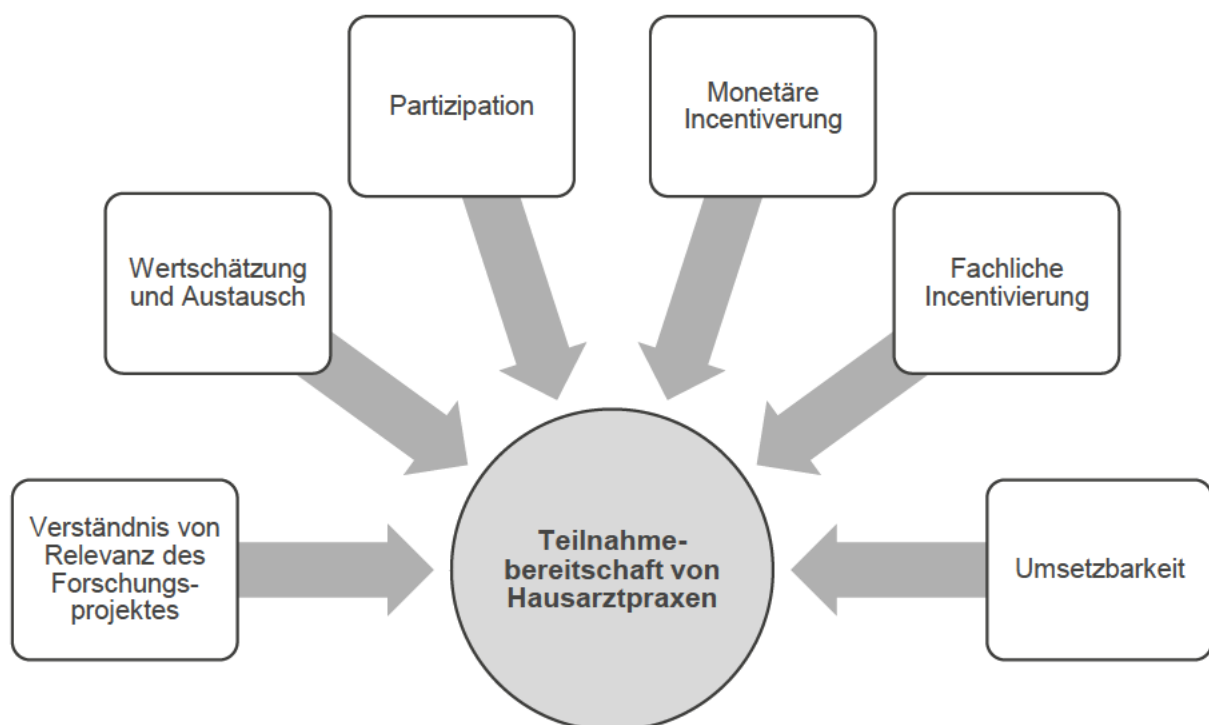 Partizipation
Monetäre
Incentiverung
Wertschätzung
und Austausch
Fachliche
Incentivierung
Verständnis von
Relevanz des
Forschungs-
projektes
Teilnahme-
bereitschaft von
Hausarztpraxen
Umsetzbarkeit